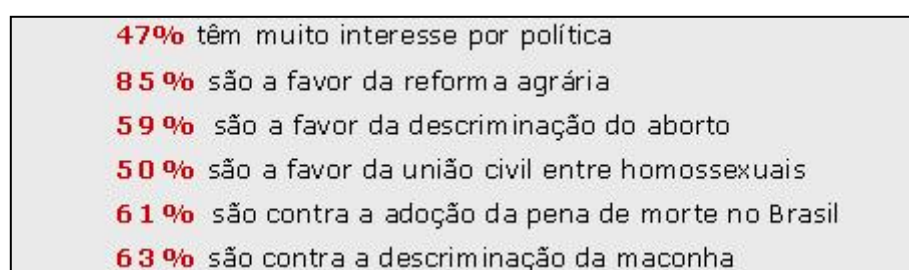 47% têm muito interesse por política
85% são a favor da reforma agrária
59% são a favor da descriminação do aborto
50% são a favor da união civil entre homossexuais
61% são contra a adoção da pena de morte no Brasil
63% são contra a descriminação da maconha